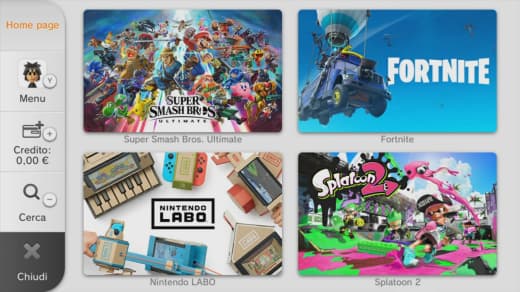 Home page
Y
Menu
+
Credito:
0,00 €
−
Cerca
Chiudi
SUPER
SMASH BROS.
ULTIMATE
Super Smash Bros. Ultimate
FORTNITE
Fortnite
NINTENDO
LABO
Nintendo LABO
Splatoon 2
Splatoon 2